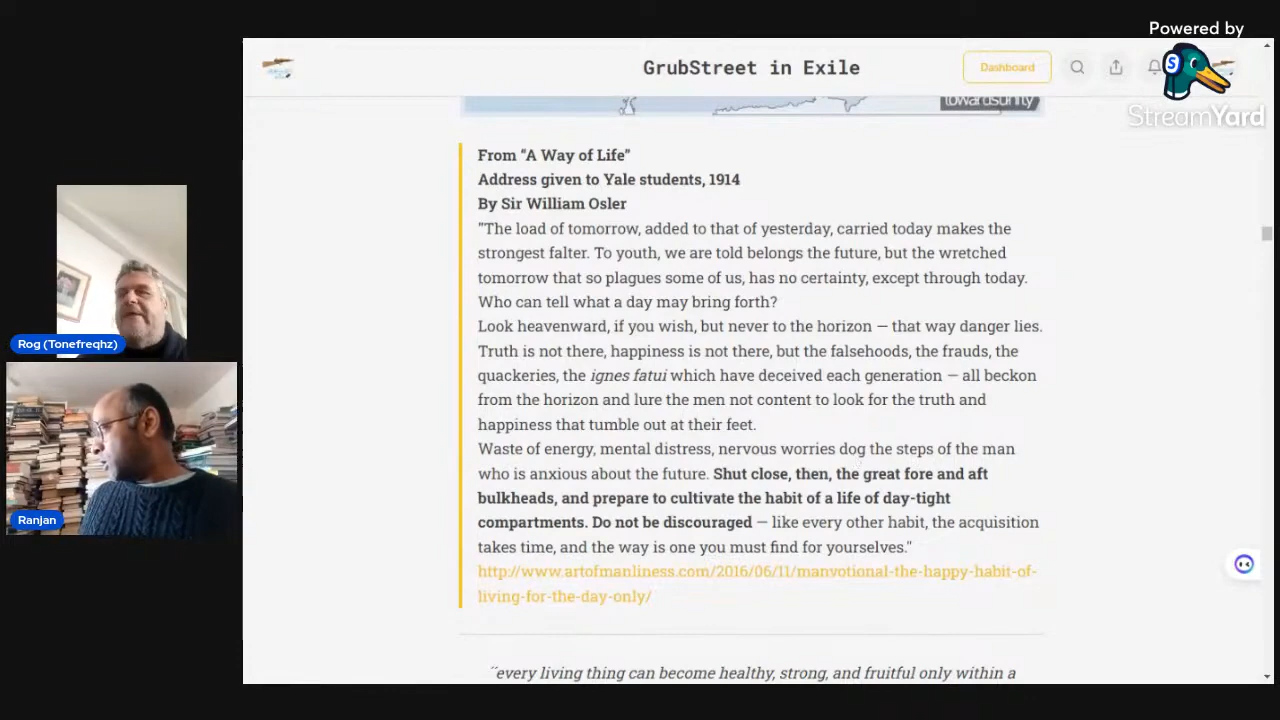 Powered by
StreamYard
GrubStreet in Exile
Dashboard
towardsunity
From “A Way of Life”
Address given to Yale students, 1914
By Sir William Osler
"The load of tomorrow, added to that of yesterday, carried today makes the
strongest falter. To youth, we are told belongs the future, but the wretched
tomorrow that so plagues some of us, has no certainty, except through today.
Who can tell what a day may bring forth?
Look heavenward, if you wish, but never to the horizon — that way danger lies.
Truth is not there, happiness is not there, but the falsehoods, the frauds, the
quackeries, the ignes fatui which have deceived each generation — all beckon
from the horizon and lure the men not content to look for the truth and
happiness that tumble out at their feet.
Waste of energy, mental distress, nervous worries dog the steps of the man
who is anxious about the future. Shut close, then, the great fore and aft
bulkheads, and prepare to cultivate the habit of a life of day-tight
compartments. Do not be discouraged — like every other habit, the acquisition
takes time, and the way is one you must find for yourselves."
http://www.artofmanliness.com/2016/06/11/manvotional-the-happy-habit-of-
living-for-the-day-only/
¨every living thing can become healthy, strong, and fruitful only within a
Rog (Tonefreqhz)
Ranjan